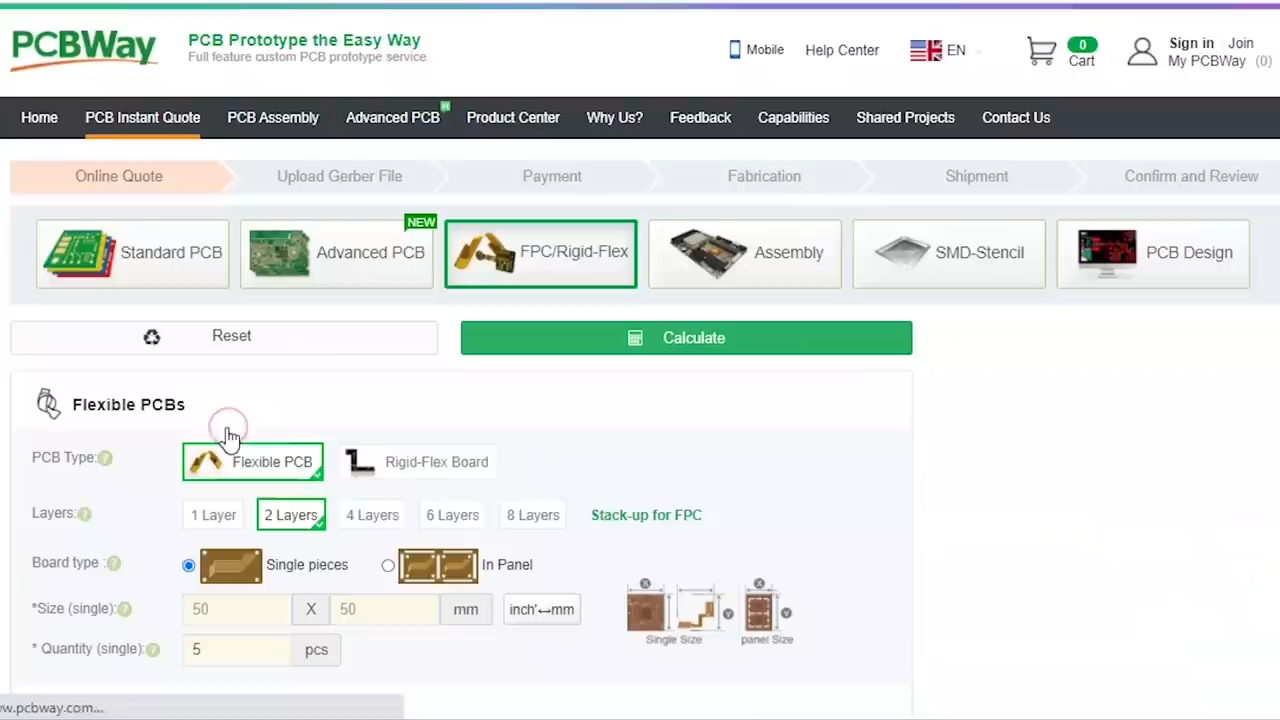 PCBWay
PCB Prototype the Easy Way
Full feature custom PCB prototype service.
Mobile
Help Center
EN
0
Cart
Sign in Join
My PCBWay (0)
Home PCB Instant Quote PCB Assembly Advanced PCB H Product Center Why Us? Feedback Capabilities Shared Projects Contact Us
Online Quote Upload Gerber File Payment Fabrication Shipment Confirm and Review
NEW
Standard PCB Advanced PCB FPC/Rigid-Flex Assembly SMD-Stencil PCB Design
Reset Calculate
Flexible PCBs
PCB Type: ? Flexible PCB Rigid-Flex Board
Layers: ? 1 Layer 2 Layers 4 Layers 6 Layers 8 Layers Stack-up for FPC
Board type : ? Single pieces In Panel
*Size (single): ? 50 X 50 mm inch'↔mm
X Y X Y
Single Size panel Size
* Quantity (single): ? 5 pcs
w.pcbway.com...